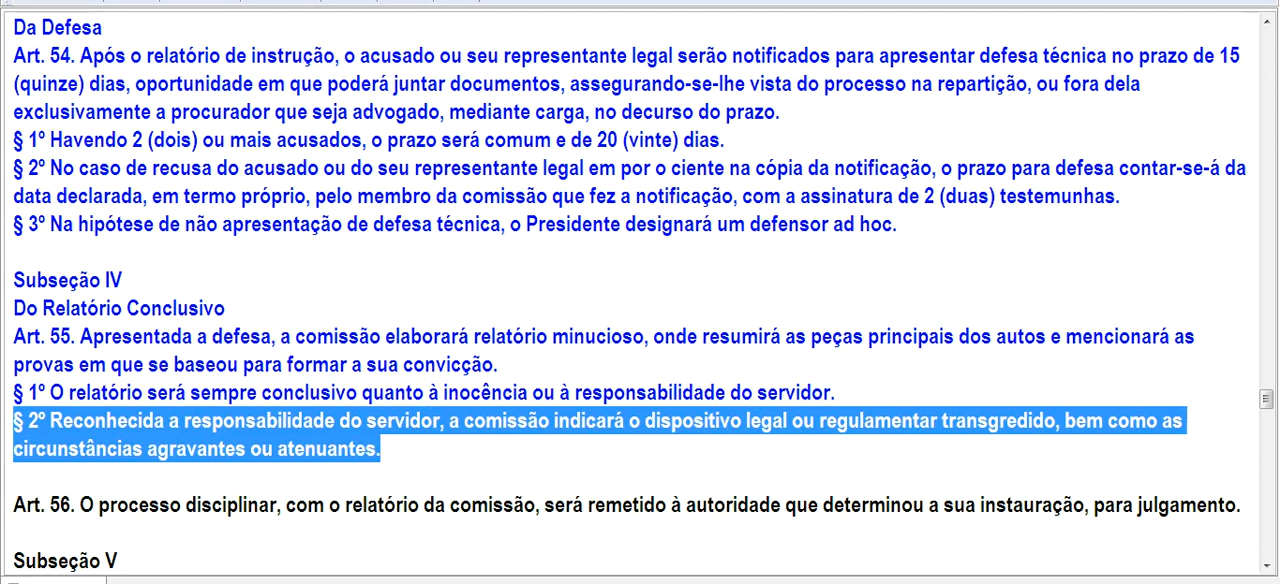 Da Defesa
Art. 54. Após o relatório de instrução, o acusado ou seu representante legal serão notificados para apresentar defesa técnica no prazo de 15
(quinze) dias, oportunidade em que poderá juntar documentos, assegurando-se-lhe vista do processo na repartição, ou fora dela
exclusivamente a procurador que seja advogado, mediante carga, no decurso do prazo.
§ 1º Havendo 2 (dois) ou mais acusados, o prazo será comum e de 20 (vinte) dias.
§ 2º No caso de recusa do acusado ou do seu representante legal em por o ciente na cópia da notificação, o prazo para defesa contar-se-á da
data declarada, em termo próprio, pelo membro da comissão que fez a notificação, com a assinatura de 2 (duas) testemunhas.
§ 3º Na hipótese de não apresentação de defesa técnica, o Presidente designará um defensor ad hoc.
Subseção IV
Do Relatório Conclusivo
Art. 55. Apresentada a defesa, a comissão elaborará relatório minucioso, onde resumirá as peças principais dos autos e mencionará as
provas em que se baseou para formar a sua convicção.
§ 1º O relatório será sempre conclusivo quanto à inocência ou à responsabilidade do servidor.
§ 2º Reconhecida a responsabilidade do servidor, a comissão indicará o dispositivo legal ou regulamentar transgredido, bem como as
circunstâncias agravantes ou atenuantes.
Art. 56. O processo disciplinar, com o relatório da comissão, será remetido à autoridade que determinou a sua instauração, para julgamento.
Subseção V